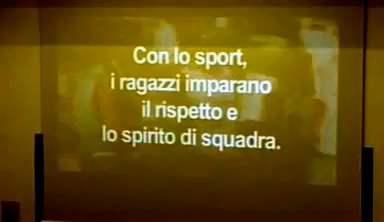 Con lo sport,
i ragazzi imparano
il rispetto e
lo spirito di squadra.